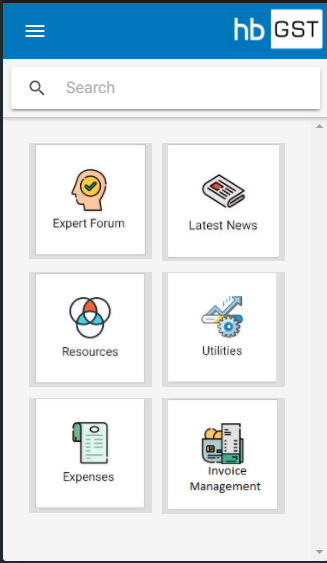 hb GST
Search
Expert Forum
Latest News
Resources
Utilities
Expenses
Invoice
Management